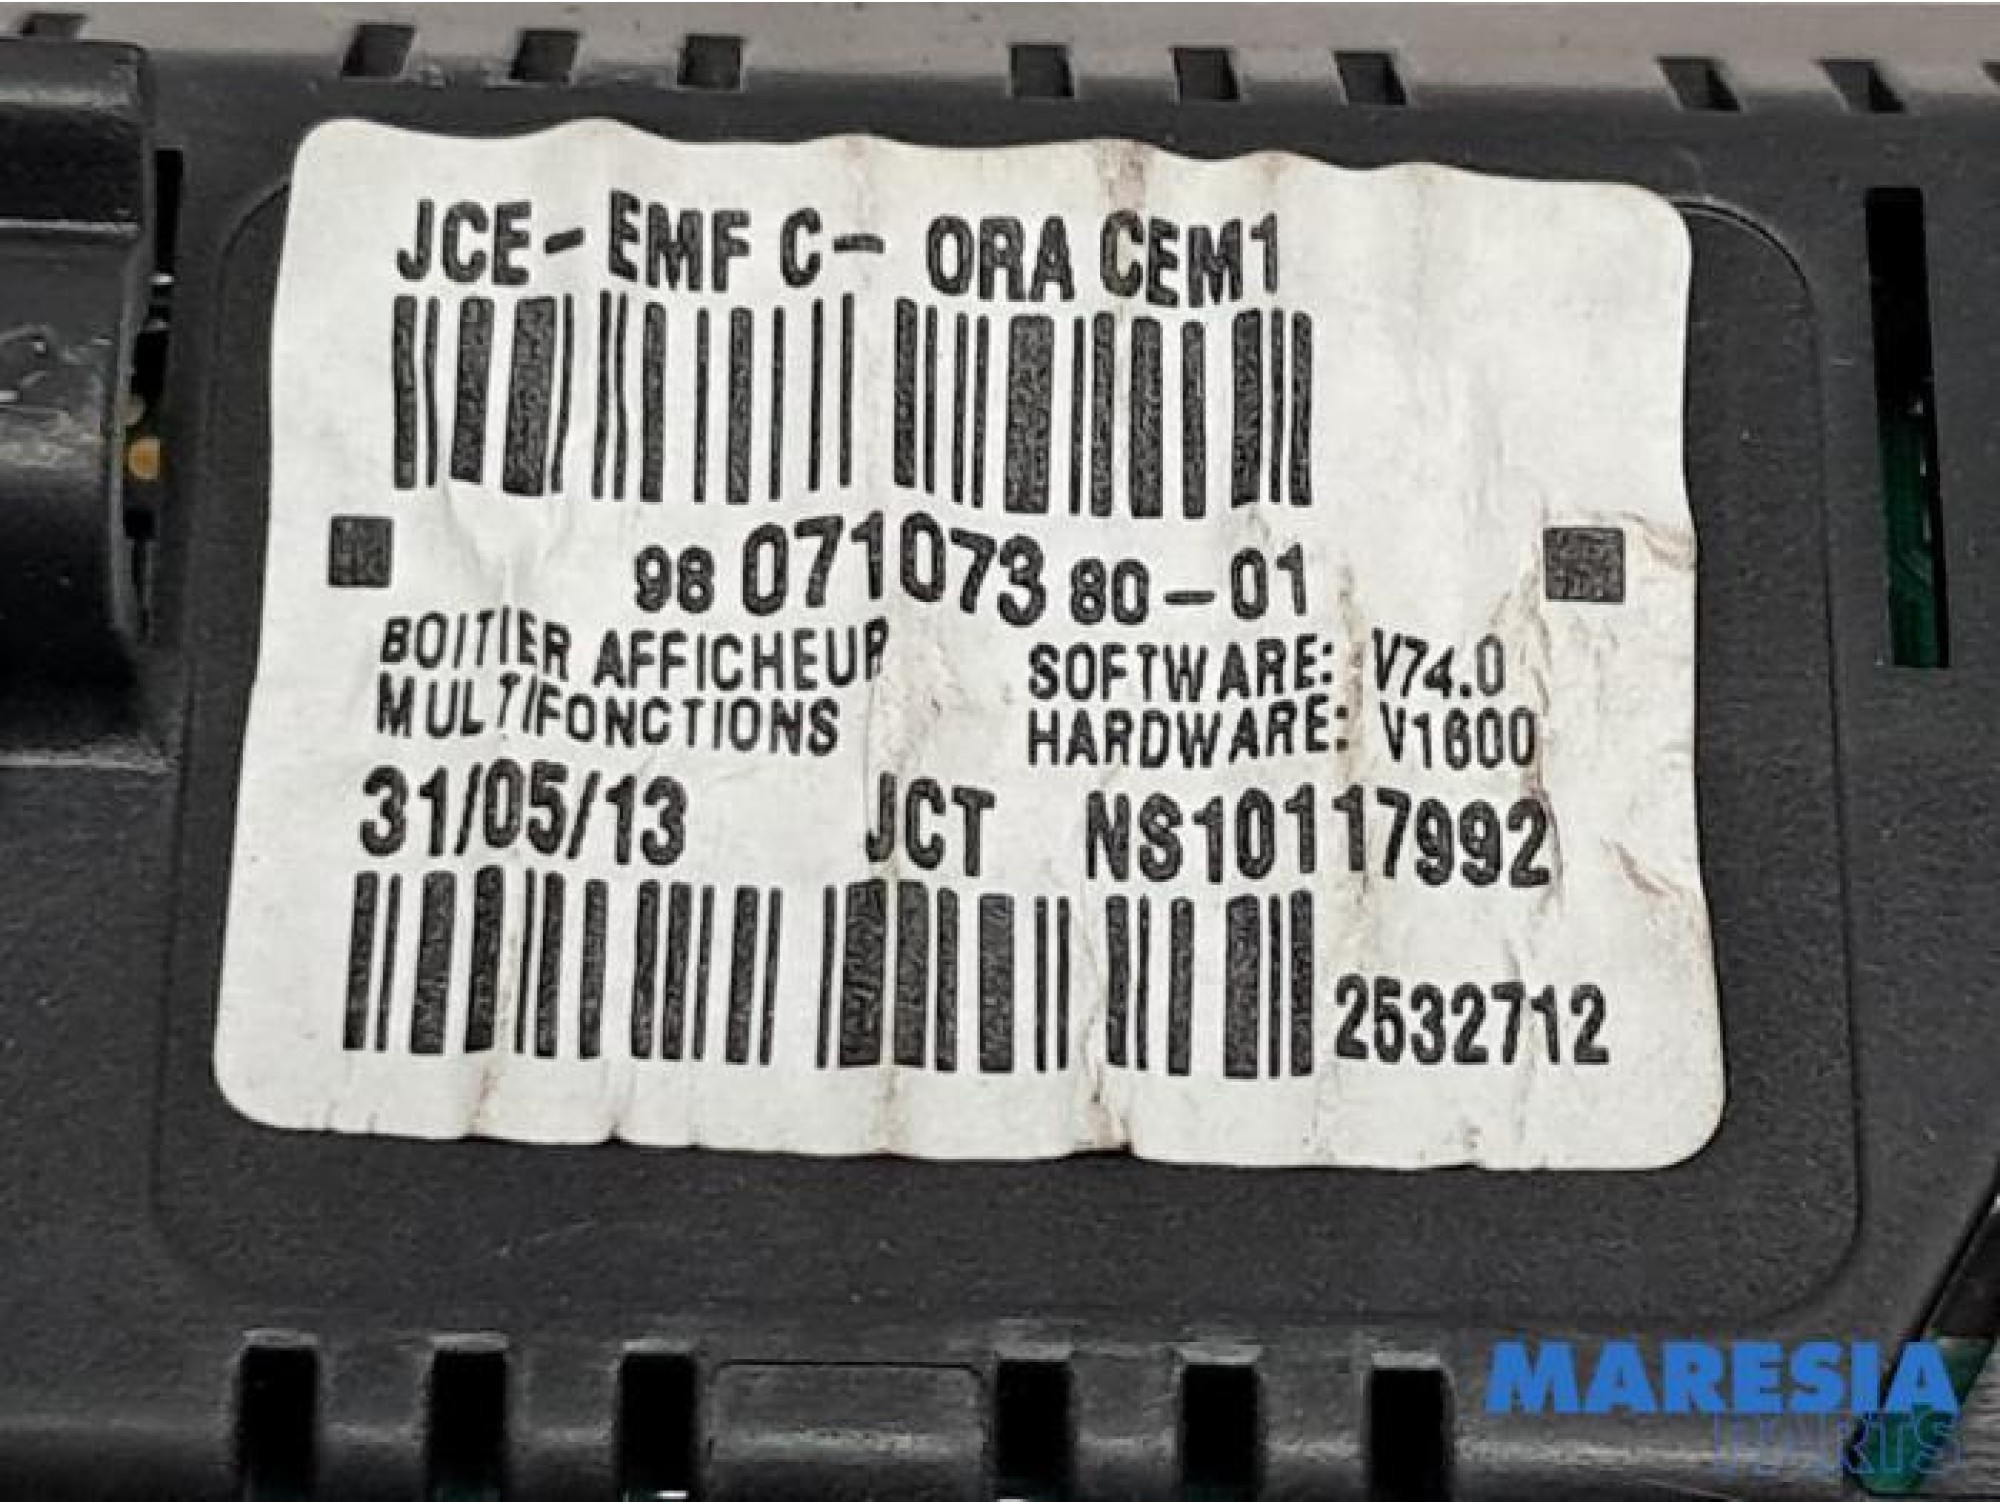 JCE-EMF C- ORA CEM1
98 071073 80-01
BOITIER AFFICHEUR
MULTIFONCTIONS
SOFTWARE: V74.0
HARDWARE: V1600
31/05/13 JCT NS10117992
2532712
MARESIA
PARTS